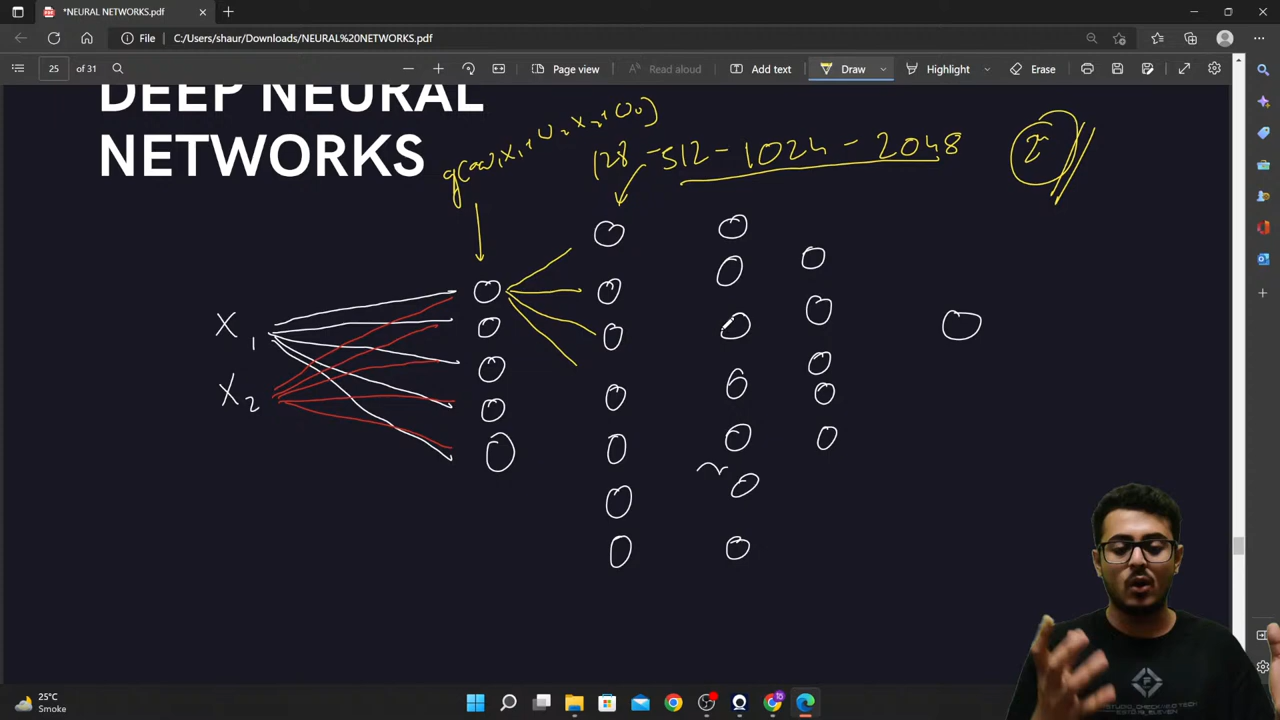 *NEURAL NETWORKS.pdf
File C:/Users/shaur/Downloads/NEURAL%20NETWORKS.pdf
25 of 31 Page view Read aloud Add text Draw Highlight Erase
DEEP NEURAL
NETWORKS
128 - 512 - 1024 - 2048
X1
X2
25°C
Smoke